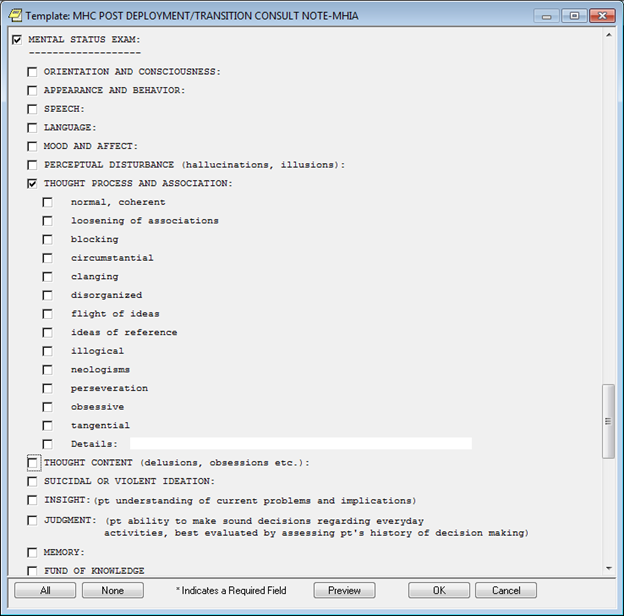 Template: MHC POST DEPLOYMENT/TRANSITION CONSULT NOTE-MHIA
MENTAL STATUS EXAM:
-------------------
ORIENTATION AND CONSCIOUSNESS:
APPEARANCE AND BEHAVIOR:
SPEECH:
LANGUAGE:
MOOD AND AFFECT:
PERCEPTUAL DISTURBANCE (hallucinations, illusions):
THOUGHT PROCESS AND ASSOCIATION:
normal, coherent
loosening of associations
blocking
circumstantial
clanging
disorganized
flight of ideas
ideas of reference
illogical
neologisms
perseveration
obsessive
tangential
Details:
THOUGHT CONTENT (delusions, obsessions etc.):
SUICIDAL OR VIOLENT IDEATION:
INSIGHT: (pt understanding of current problems and implications)
JUDGMENT: (pt ability to make sound decisions regarding everyday
activities, best evaluated by assessing pt's history of decision making)
MEMORY:
FUND OF KNOWLEDGE
All None * Indicates a Required Field Preview OK Cancel